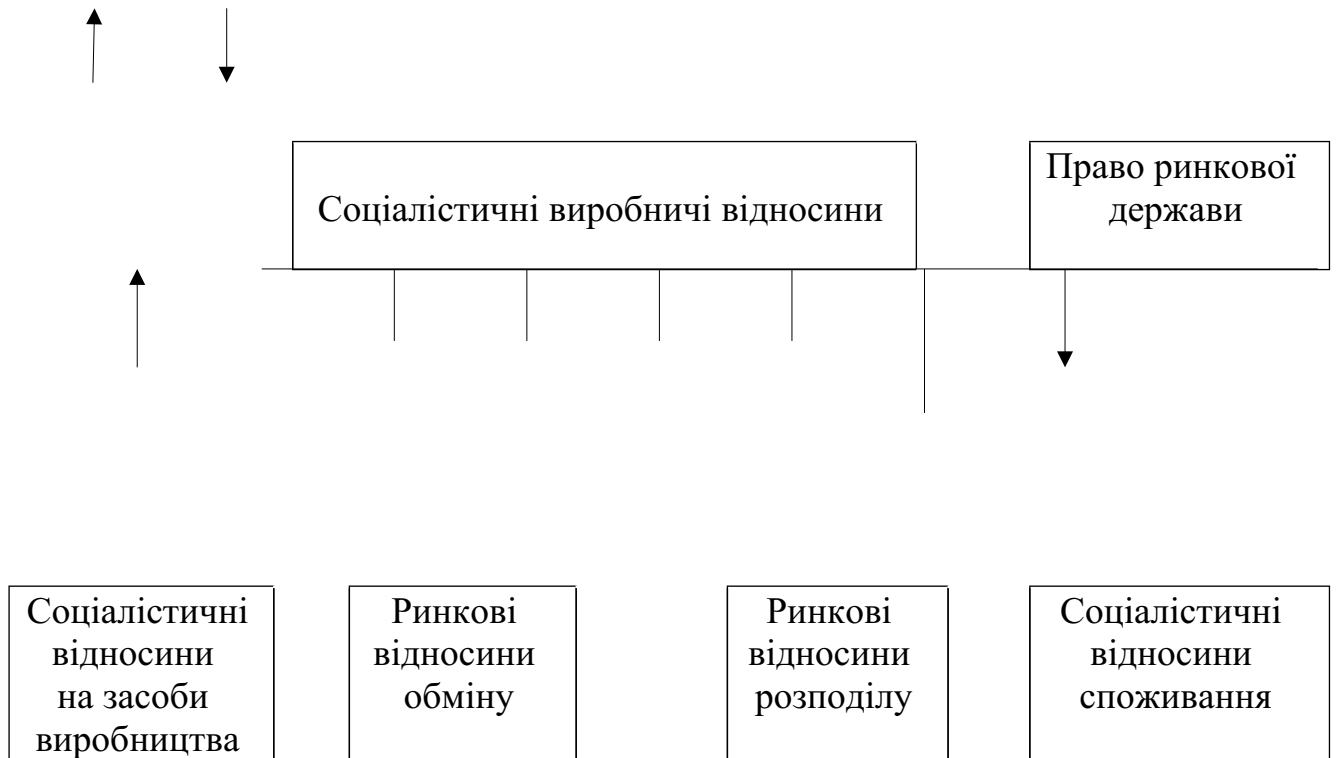 Соціалістичні виробничі відносини
Право ринкової
держави
Соціалістичні
відносини
на засоби
виробництва
Ринкові
відносини
обміну
Ринкові
відносини
розподілу
Соціалістичні
відносини
споживання